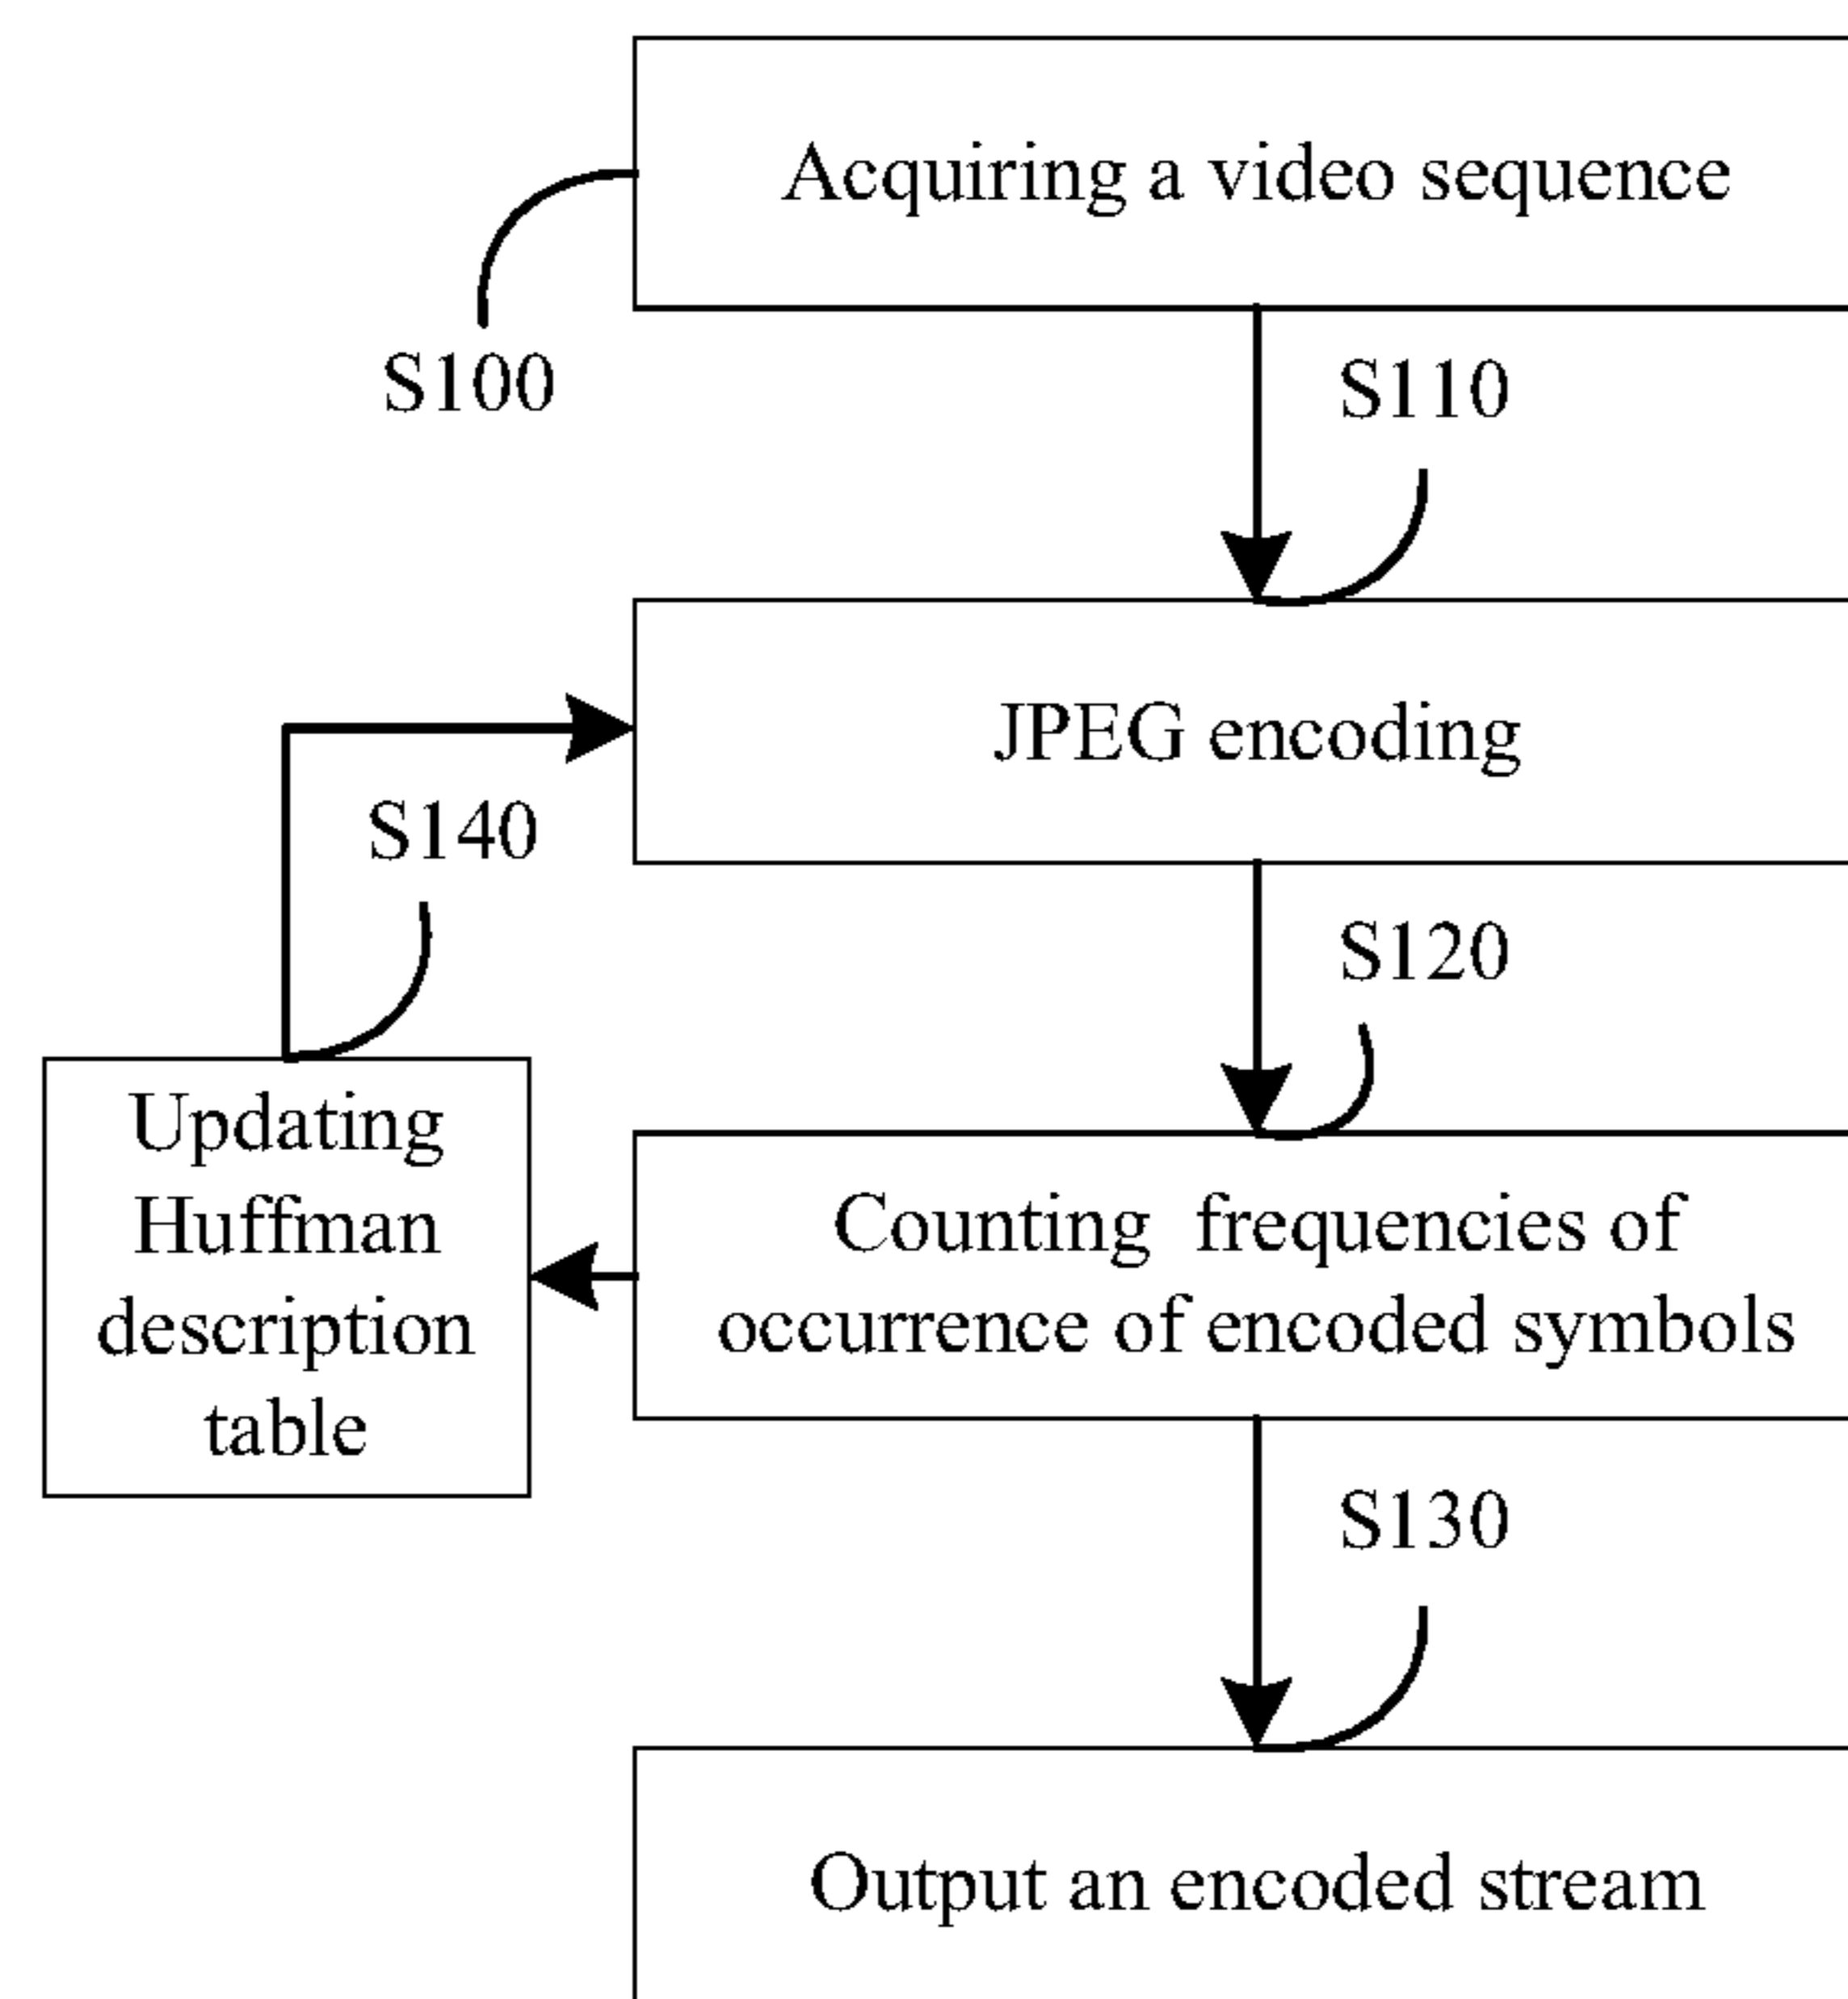 Acquiring a video sequence
S100
S110
JPEG encoding
S140
S120
Updating
Huffman
description
table
Counting frequencies of
occurrence of encoded symbols
S130
Output an encoded stream